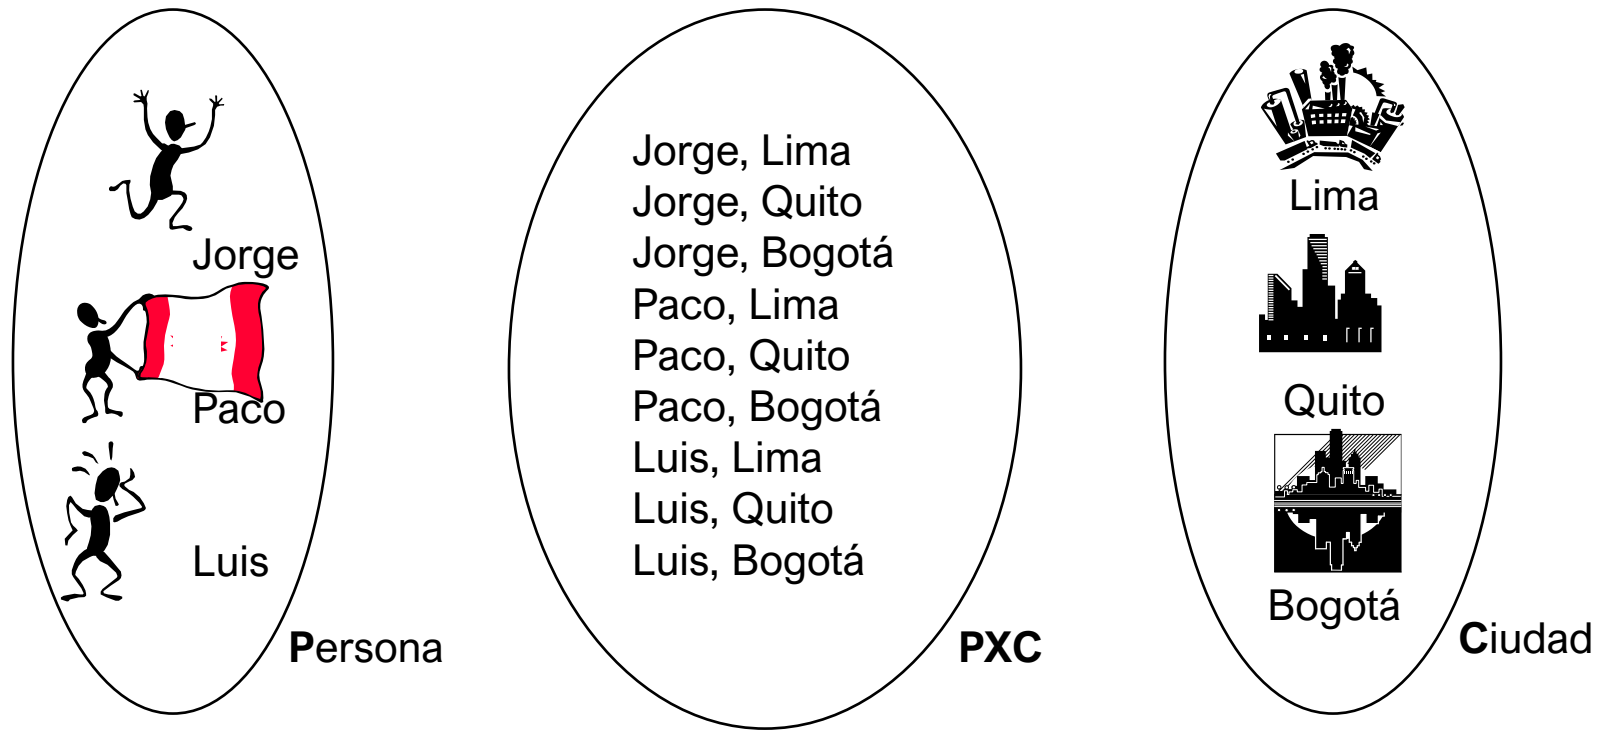 Jorge
Paco
Luis
Persona
Jorge, Lima
Jorge, Quito
Jorge, Bogotá
Paco, Lima
Paco, Quito
Paco, Bogotá
Luis, Lima
Luis, Quito
Luis, Bogotá
PXC
Lima
Quito
Bogotá
Ciudad